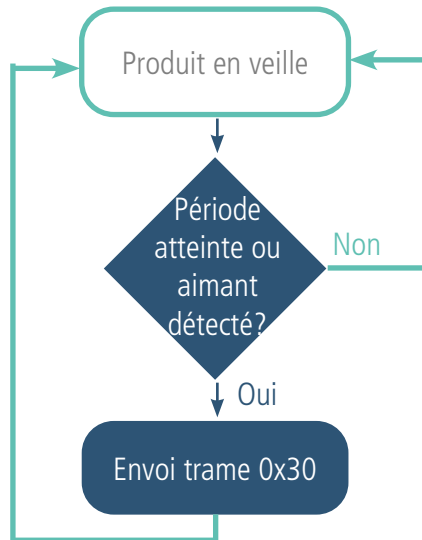 Produit en veille
Période
atteinte ou
aimant
détecté?
Non
Oui
Envoi trame 0x30